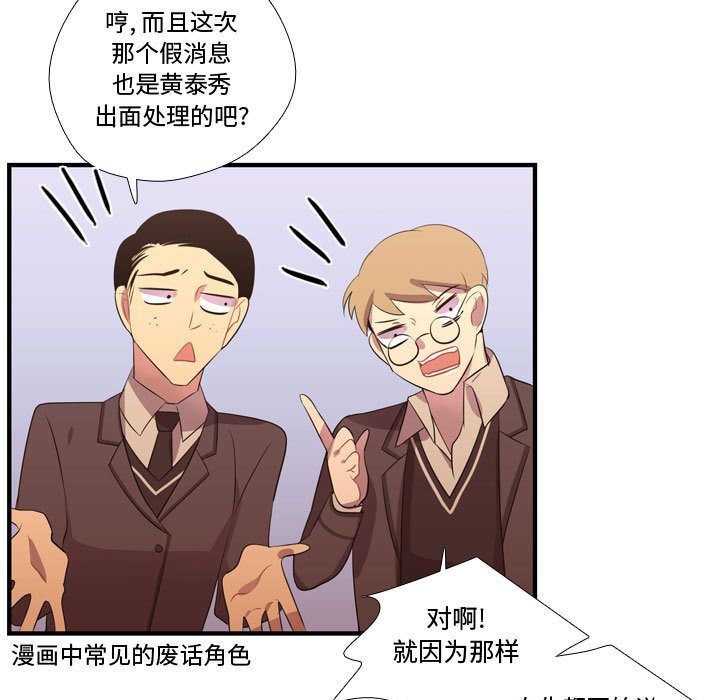 哼,而且这次
那个假消息
也是黄泰秀
出面处理的吧?
漫画中常见的废话角色
对啊!
就因为那样